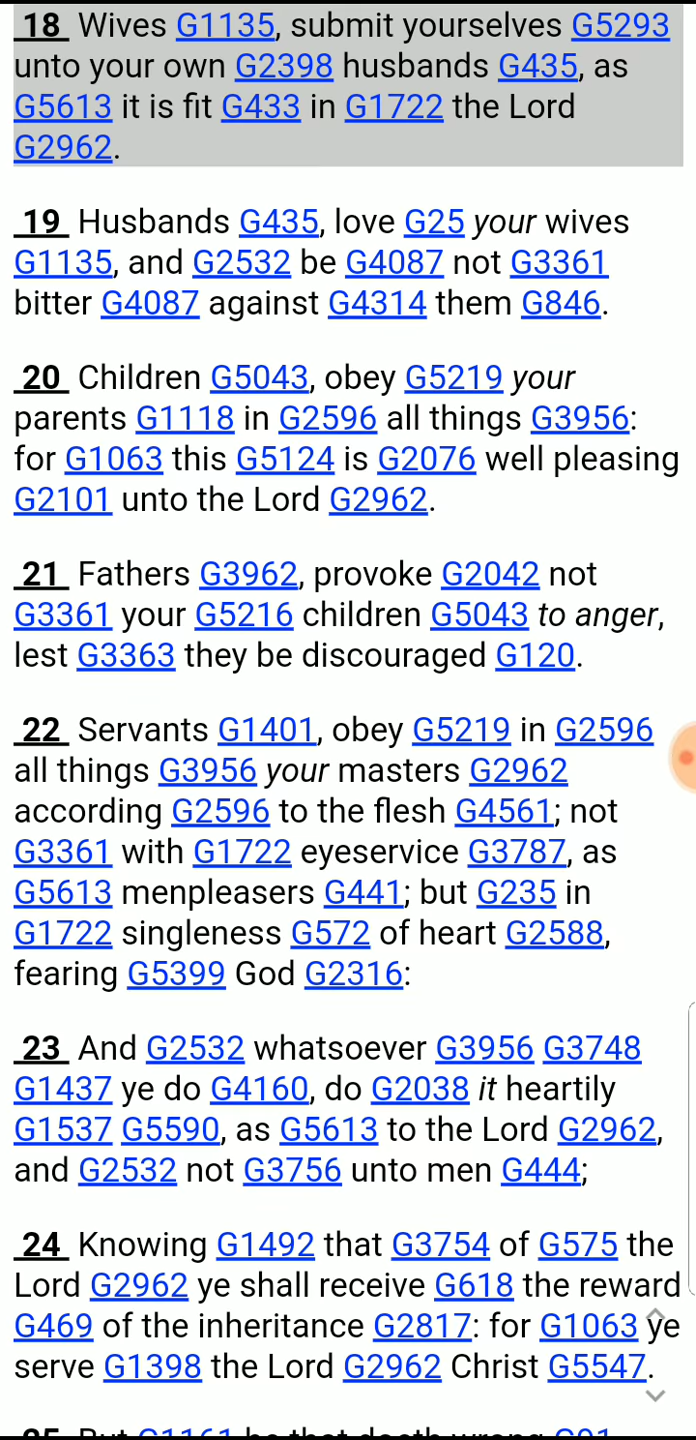 18 Wives G1135, submit yourselves G5293
unto your own G2398 husbands G435, as
G5613 it is fit G433 in G1722 the Lord
G2962.
19 Husbands G435, love G25 your wives
G1135, and G2532 be G4087 not G3361
bitter G4087 against G4314 them G846.
20 Children G5043, obey G5219 your
parents G1118 in G2596 all things G3956:
for G1063 this G5124 is G2076 well pleasing
G2101 unto the Lord G2962.
21 Fathers G3962, provoke G2042 not
G3361 your G5216 children G5043 to anger,
lest G3363 they be discouraged G120.
22 Servants G1401, obey G5219 in G2596
all things G3956 your masters G2962
according G2596 to the flesh G4561; not
G3361 with G1722 eyeservice G3787, as
G5613 menpleasers G441; but G235 in
G1722 singleness G572 of heart G2588,
fearing G5399 God G2316:
23 And G2532 whatsoever G3956 G3748
G1437 ye do G4160, do G2038 it heartily
G1537 G5590, as G5613 to the Lord G2962,
and G2532 not G3756 unto men G444;
24 Knowing G1492 that G3754 of G575 the
Lord G2962 ye shall receive G618 the reward
G469 of the inheritance G2817: for G1063 ye
serve G1398 the Lord G2962 Christ G5547.
25 But G1161 he that doeth wrong G91